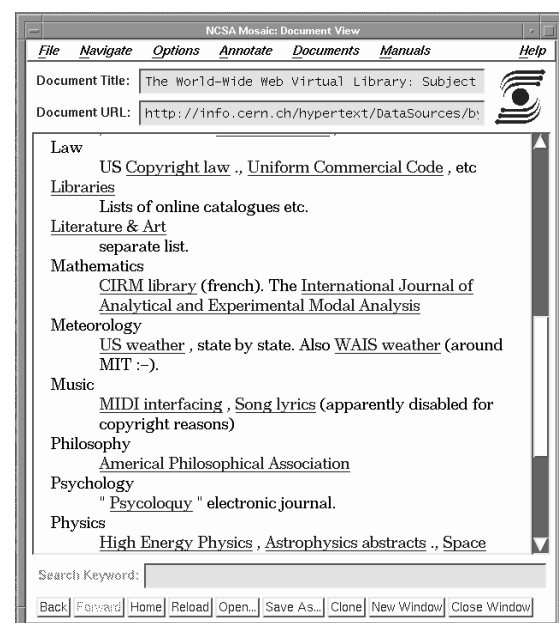 NCSA Mosaic: Document View
File Navigate Options Annotate Documents Manuals Help
Document Title: The World-Wide Web Virtual Library: Subject
Document URL: http://info.cern.ch/hypertext/DataSources/by
Law
US Copyright law ., Uniform Commercial Code , etc
Libraries
Lists of online catalogues etc.
Literature & Art
separate list.
Mathematics
CIRM library (french). The International Journal of
Analytical and Experimental Modal Analysis
Meteorology
US weather , state by state. Also WAIS weather (around
MIT :-).
Music
MIDI interfacing , Song lyrics (apparently disabled for
copyright reasons)
Philosophy
Americal Philosophical Association
Psychology
" Psycoloquy " electronic journal.
Physics
High Energy Physics , Astrophysics abstracts ., Space
Search Keyword:
Back Forward Home Reload Open... Save As... Clone New Window Close Window